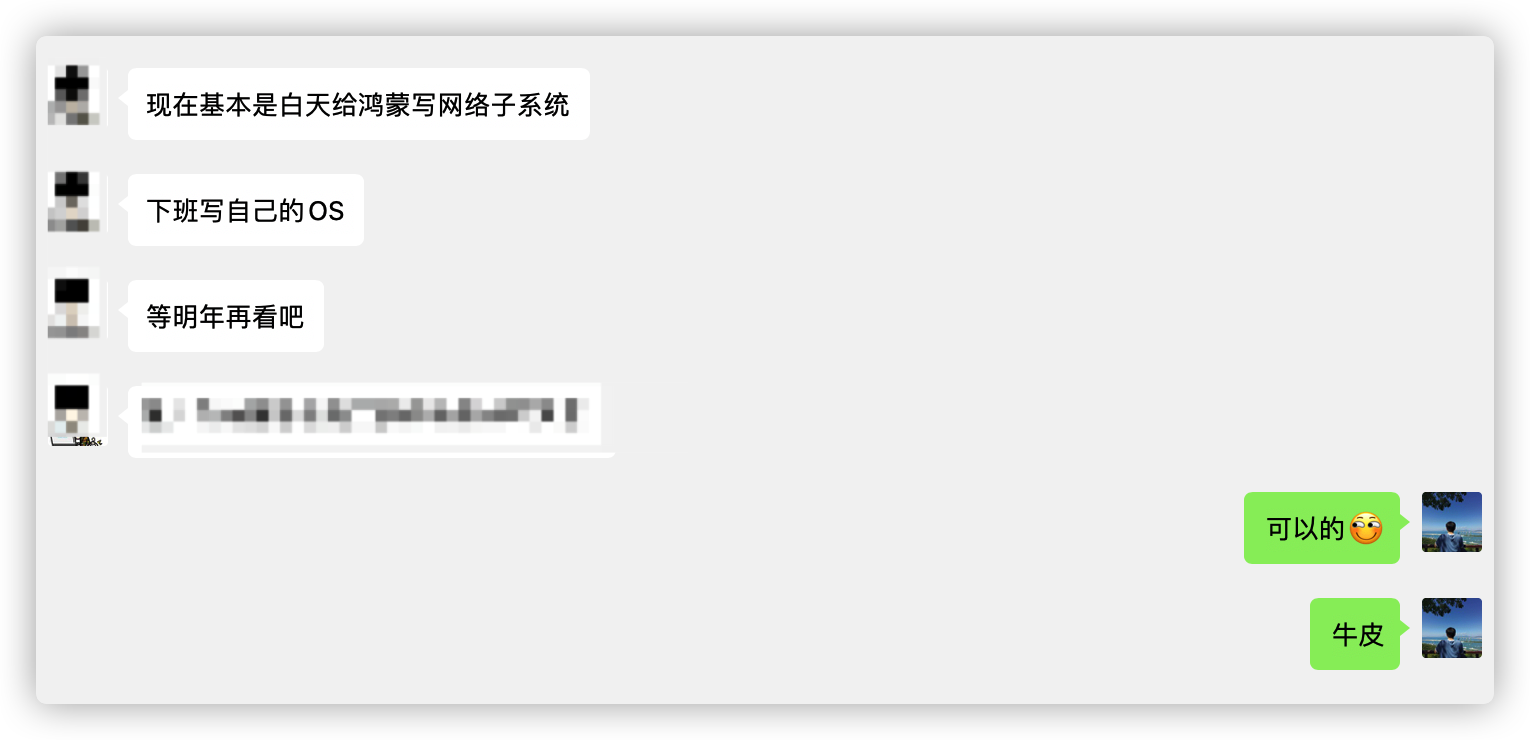 现在基本是白天给鸿蒙写网络子系统
下班写自己的OS
等明年再看吧
可以的
牛皮